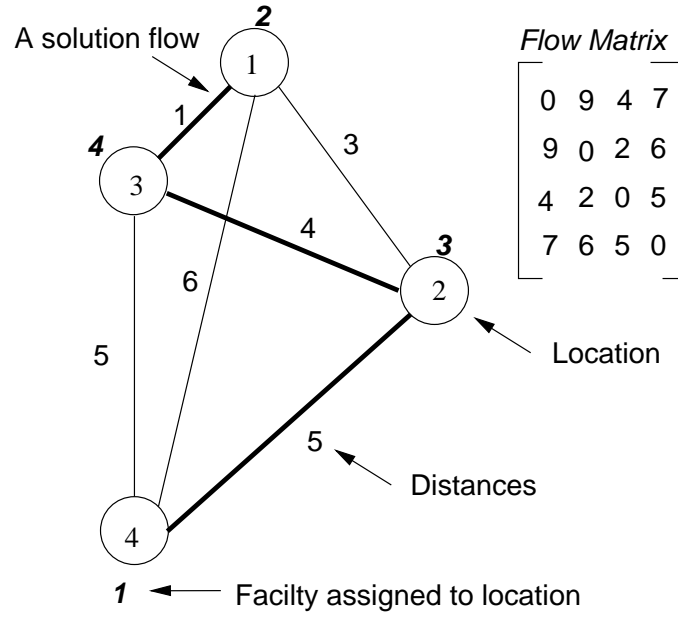 2
A solution flow
Flow Matrix
1
0 9 4 7
1
3
9 0 2 6
4
3
4 2 0 5
4
3
7 6 5 0
6
2
5
Location
5
Distances
4
1
Facilty assigned to location